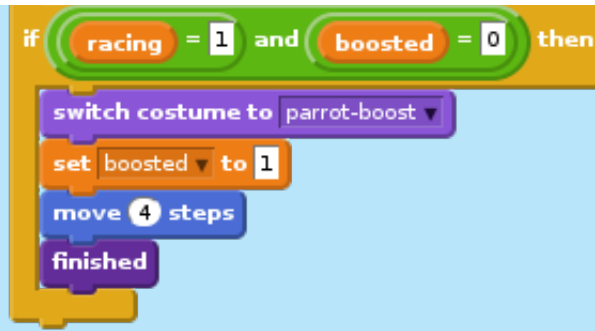 if racing = 1 and boosted = 0 then
switch costume to parrot-boost
set boosted to 1
move 4 steps
finished